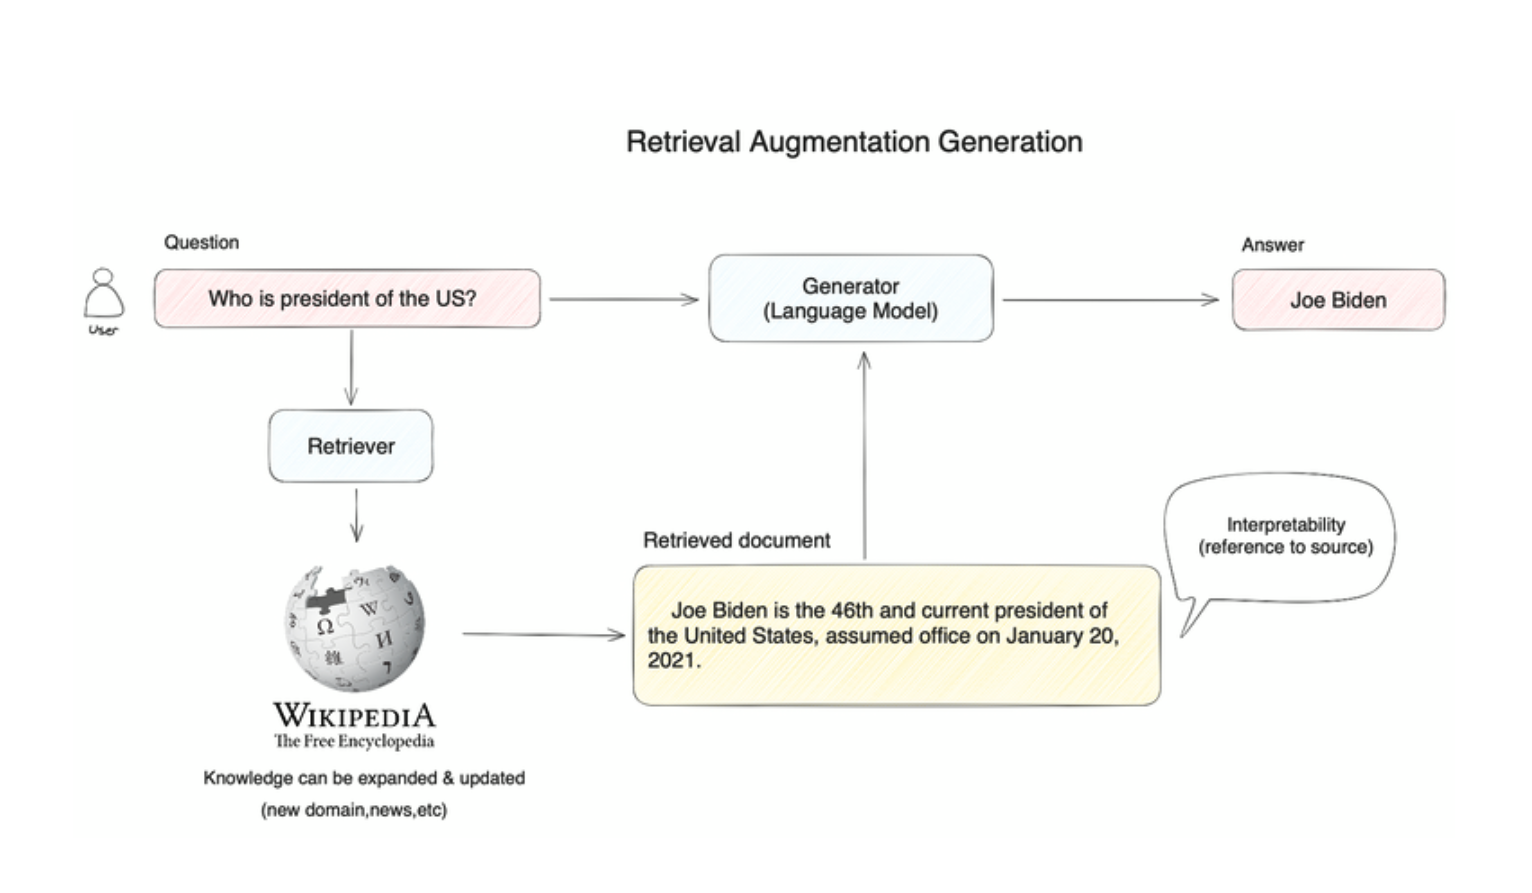 Retrieval Augmentation Generation
Question
Answer
Who is president of the US?
Generator
(Language Model)
Joe Biden
User
Retriever
Interpretability
(reference to source)
Retrieved document
Joe Biden is the 46th and current president of
the United States, assumed office on January 20,
2021.
Ω
W
И
維
WIKIPEDIA
The Free Encyclopedia
Knowledge can be expanded & updated
(new domain,news,etc)